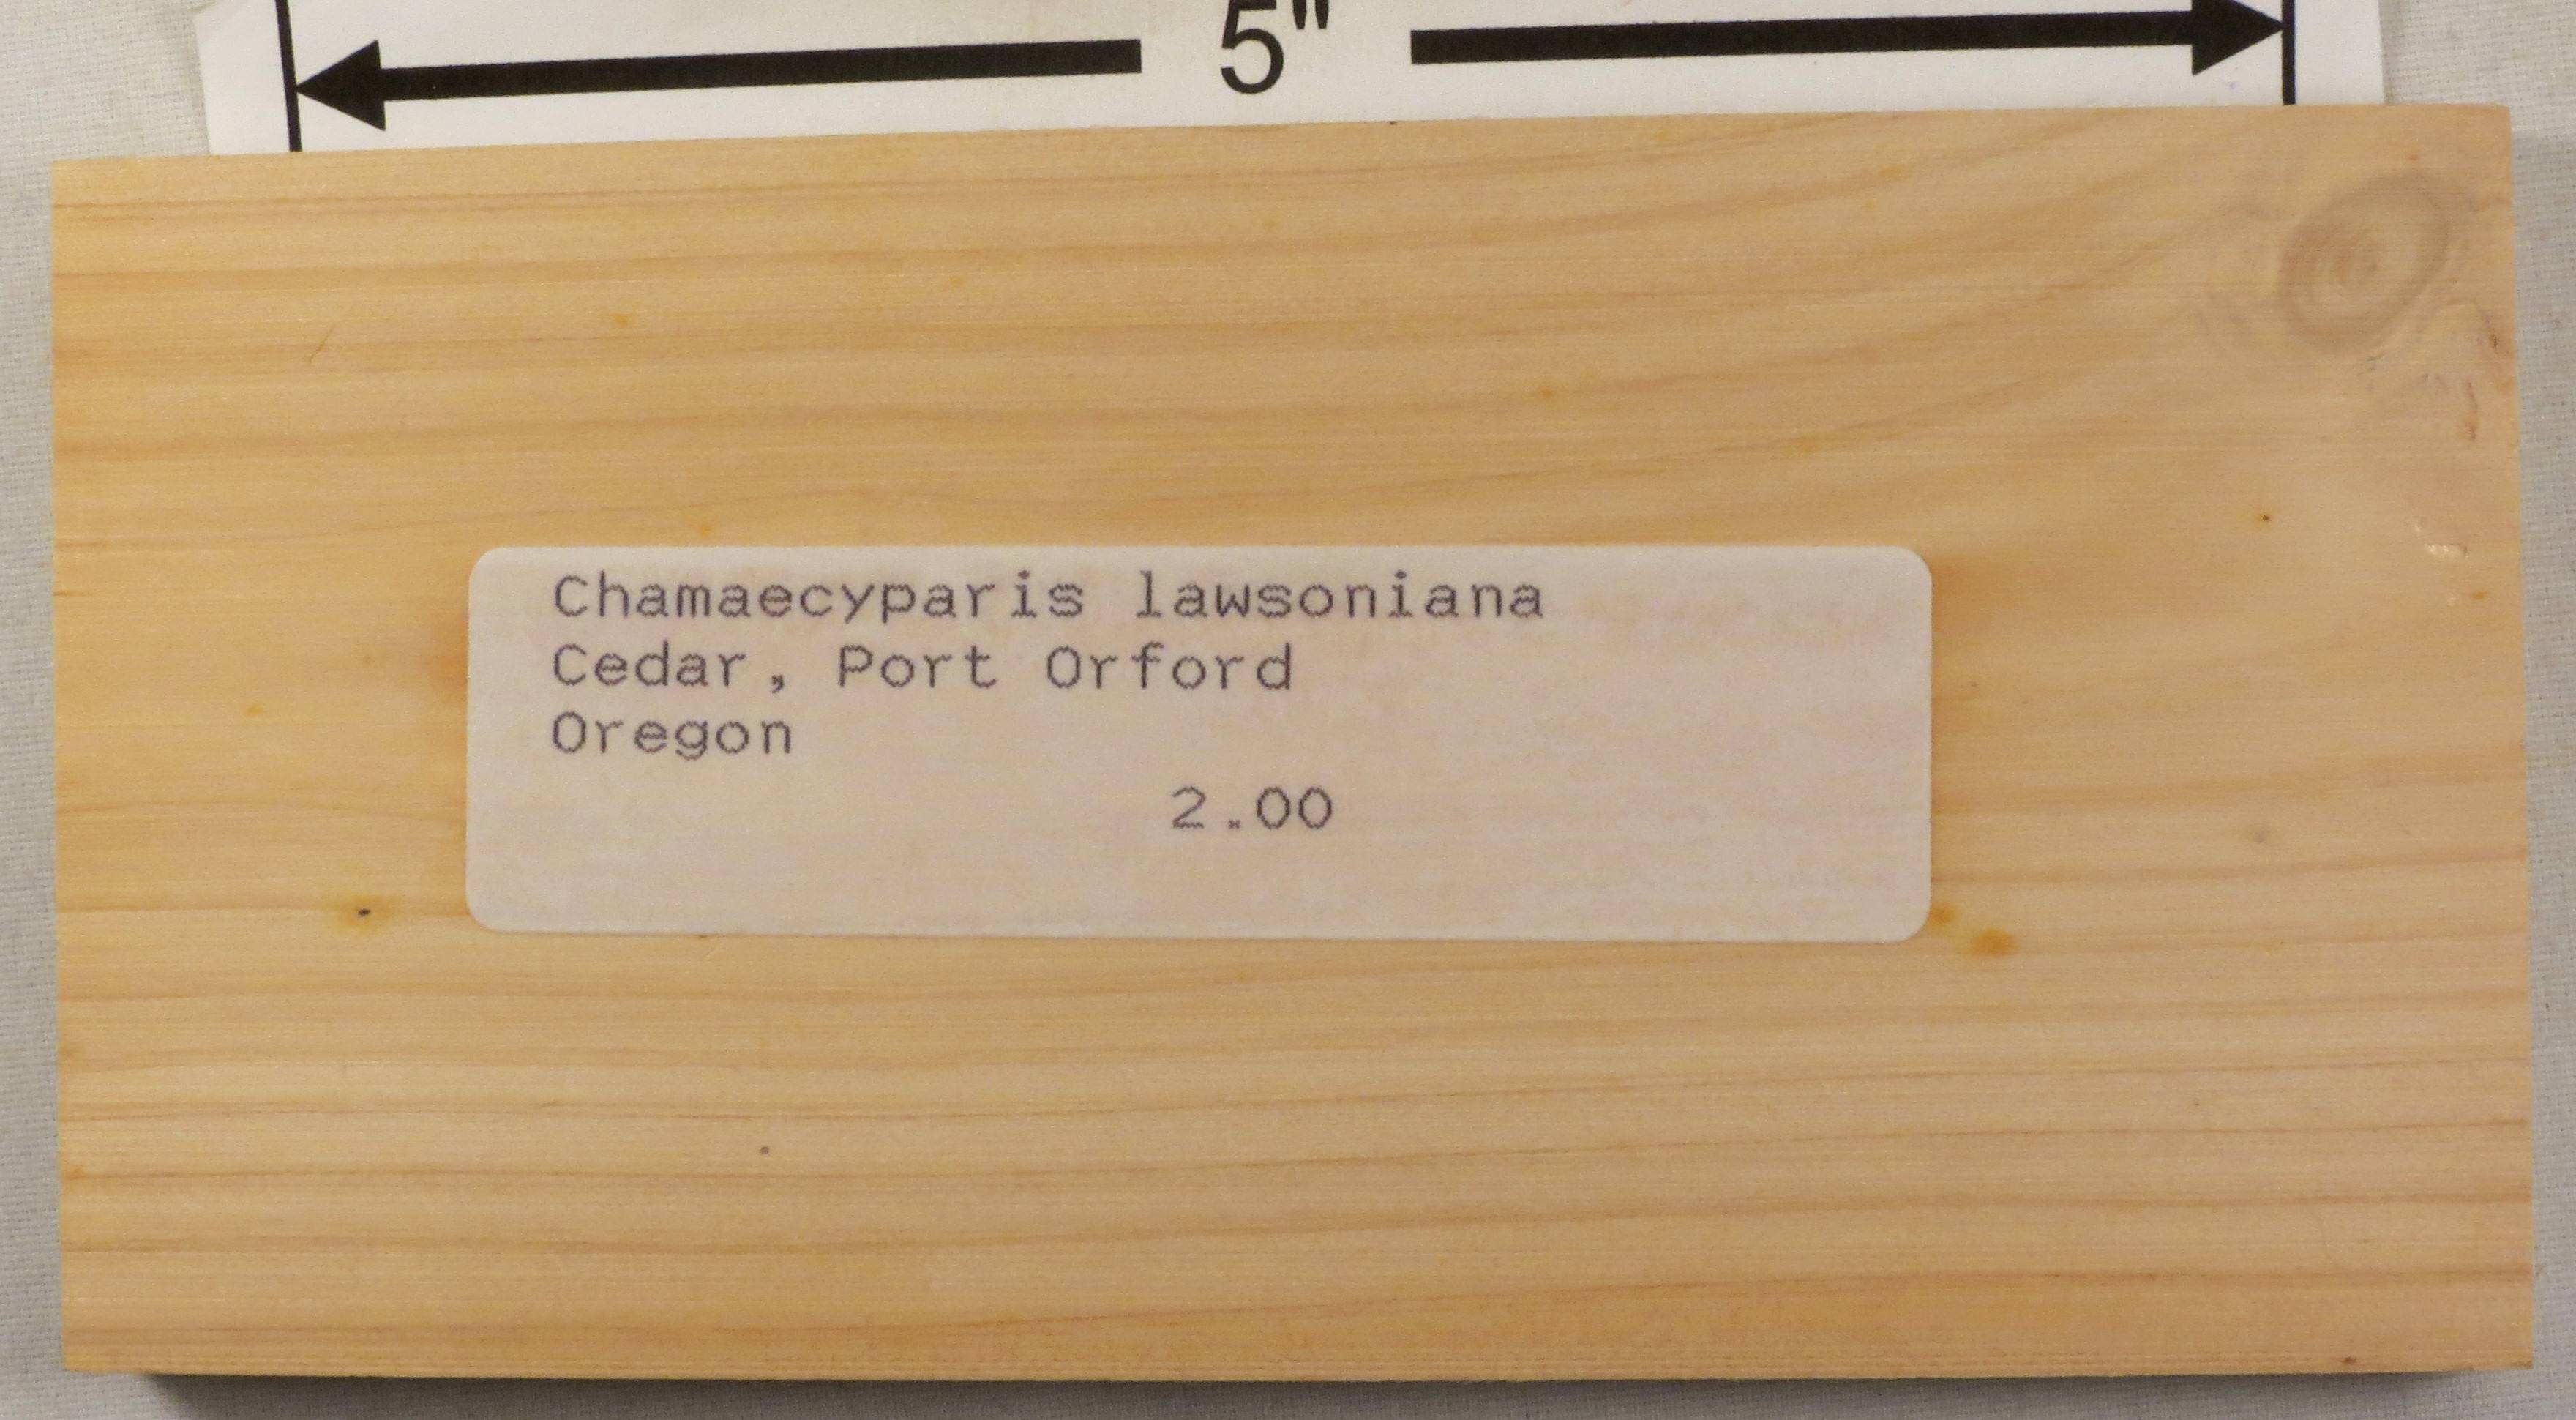 5"
Chamaecyparis lawsoniana
Cedar, Port Orford
Oregon
2.00